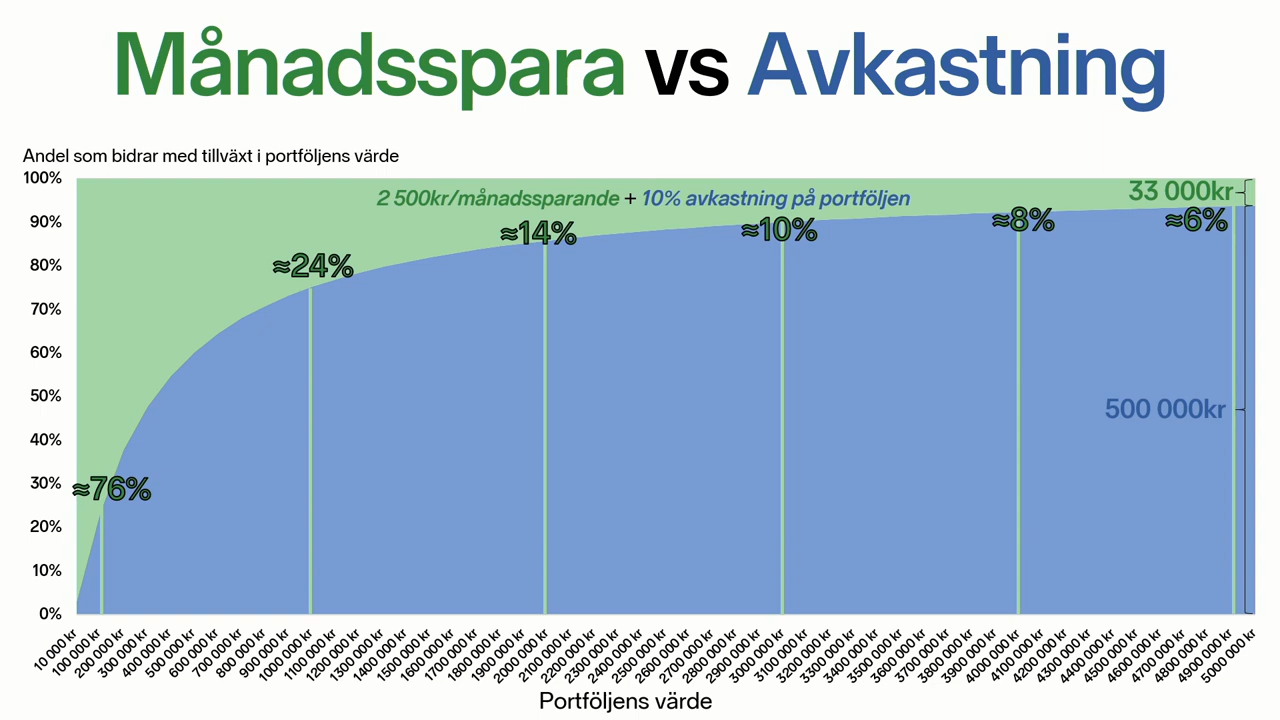 Månadsspara vs Avkastning
Andel som bidrar med tillväxt i portföljens värde
100%
90%
80%
70%
60%
50%
40%
30%
20%
10%
0%
2 500kr/månadssparande + 10% avkastning på portföljen
≈76%
≈24%
≈14%
≈10%
≈8%
≈6%
33 000kr
500 000kr
10 000 kr
100 000 kr
200 000 kr
300 000 kr
400 000 kr
500 000 kr
600 000 kr
700 000 kr
800 000 kr
900 000 kr
1000 000 kr
1100 000 kr
1200 000 kr
1300 000 kr
1400 000 kr
1500 000 kr
1600 000 kr
1700 000 kr
1800 000 kr
1900 000 kr
2000 000 kr
2100 000 kr
2200 000 kr
2300 000 kr
2400 000 kr
2500 000 kr
2600 000 kr
2700 000 kr
2800 000 kr
2900 000 kr
3000 000 kr
3100 000 kr
3200 000 kr
3300 000 kr
3400 000 kr
3500 000 kr
3600 000 kr
3700 000 kr
3800 000 kr
3900 000 kr
4000 000 kr
4100 000 kr
4200 000 kr
4300 000 kr
4400 000 kr
4500 000 kr
4600 000 kr
4700 000 kr
4800 000 kr
4900 000 kr
5000 000 kr
Portföljens värde